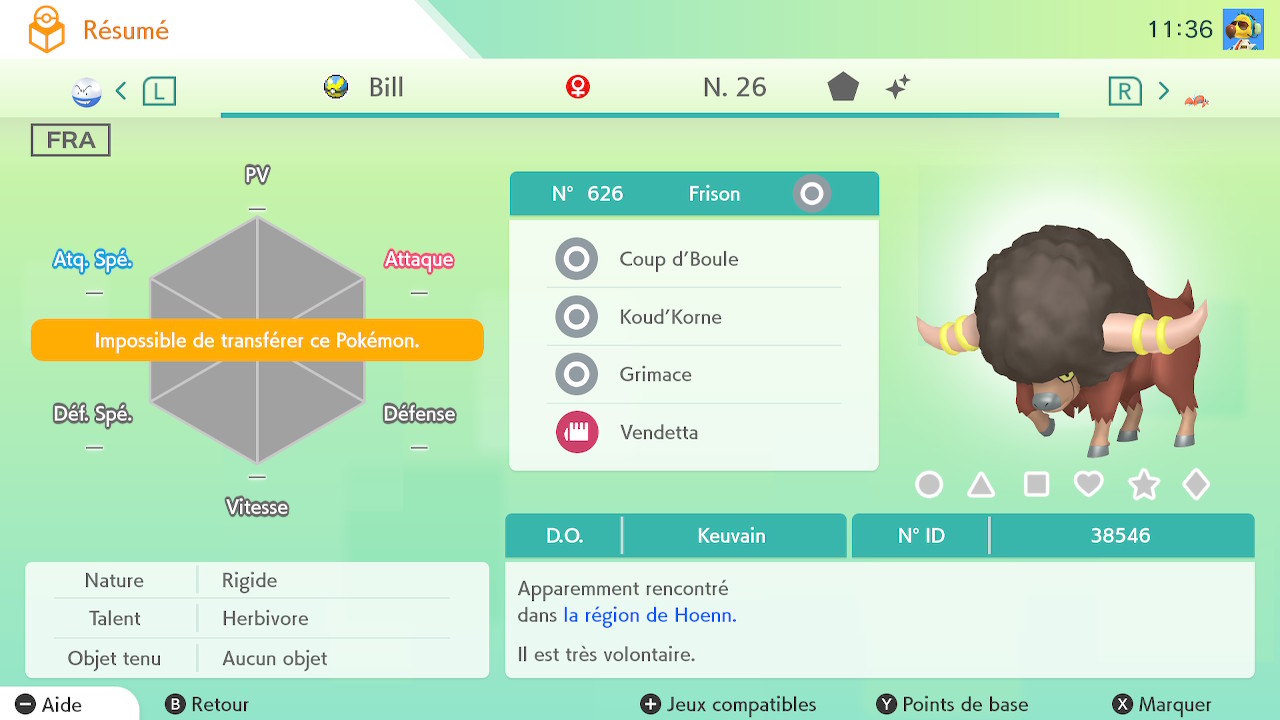 Résumé
11:36
L
Bill
N. 26
R
FRA
PV
Atq. Spé.
—
Attaque
—
Impossible de transférer ce Pokémon.
Déf. Spé.
—
Défense
—
—
Vitesse
N° 626 Frison
Coup d'Boule
Koud'Korne
Grimace
Vendetta
D.O. Keuvain
N° ID 38546
Nature Rigide
Talent Herbivore
Objet tenu Aucun objet
Apparemment rencontré
dans la région de Hoenn.
Il est très volontaire.
Aide
B Retour
Jeux compatibles
Y Points de base
X Marquer